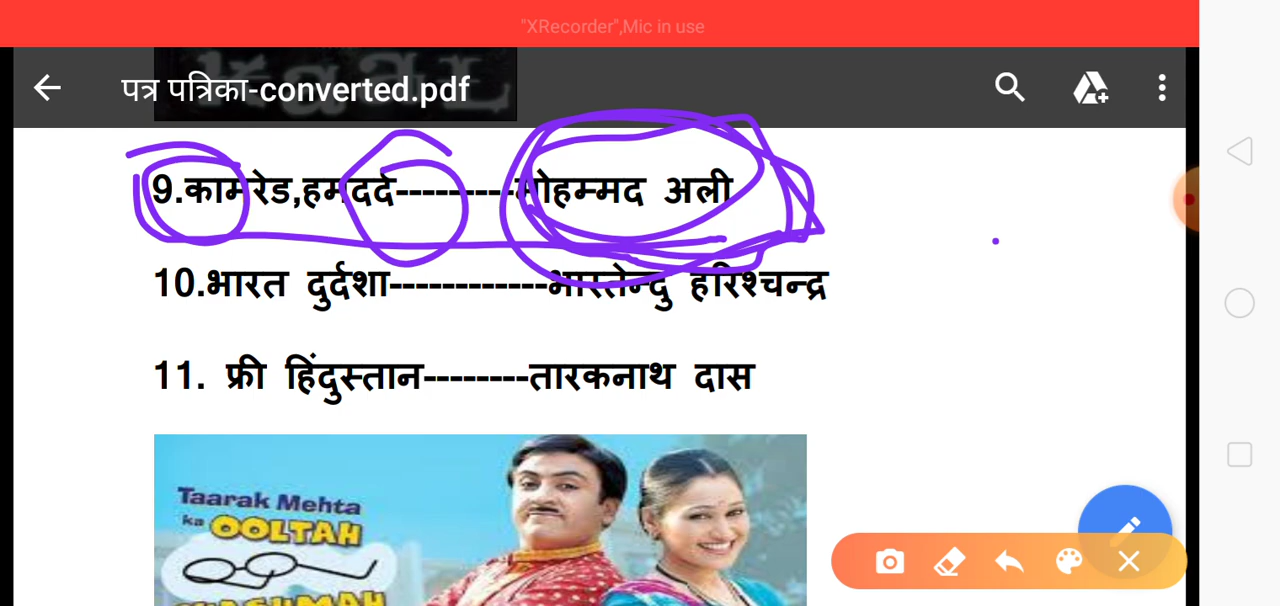 "XRecorder",Mic in use
पत्र पत्रिका-converted.pdf
9.कामरेड,हमदर्द---------मोहम्मद अली
10.भारत दुर्दशा------------भारतेन्दु हरिश्चन्द्र
11. फ्री हिंदुस्तान--------तारकनाथ दास
Taarak Mehta
ka OOLTAH